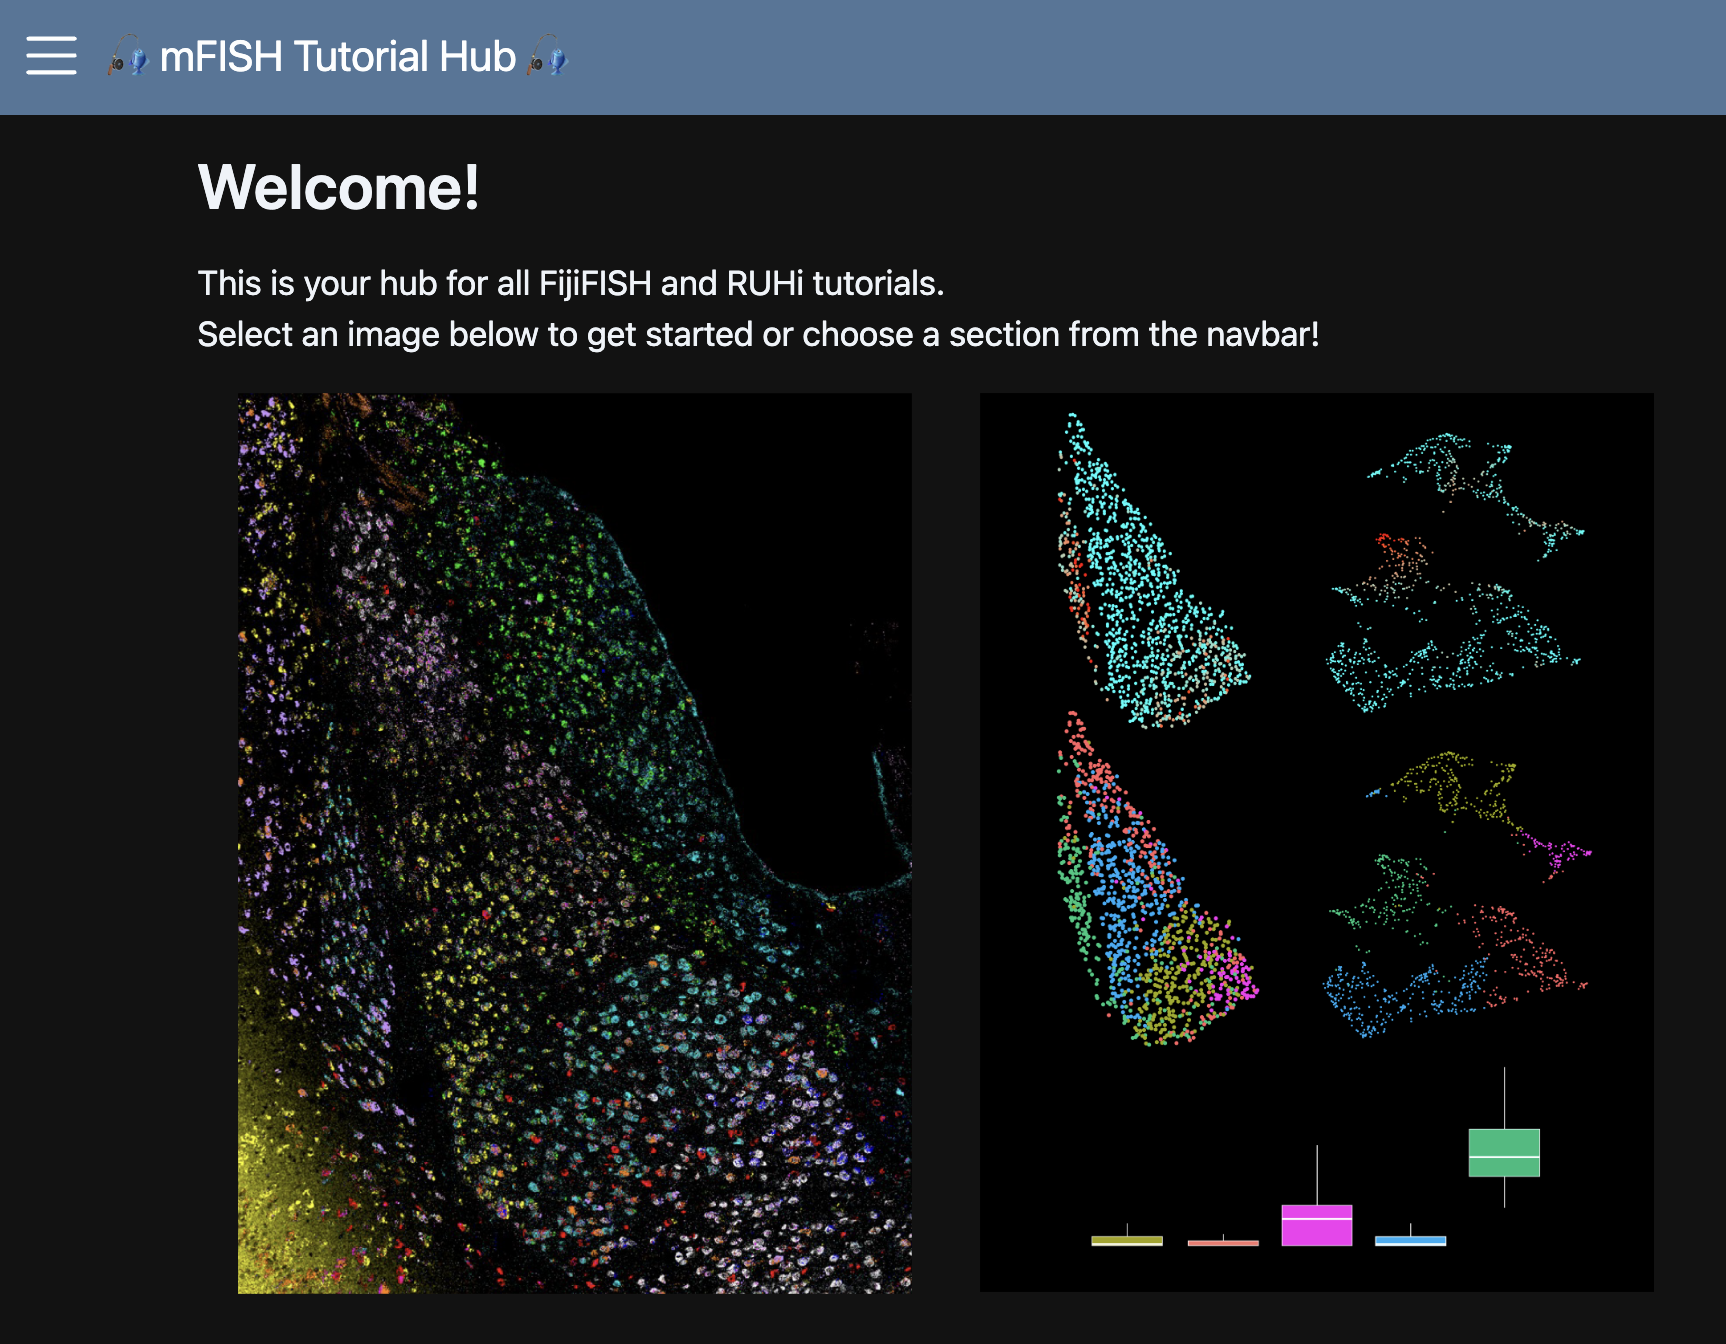 🎣 mFISH Tutorial Hub 🎣
Welcome!
This is your hub for all FijiFISH and RUHi tutorials.
Select an image below to get started or choose a section from the navbar!